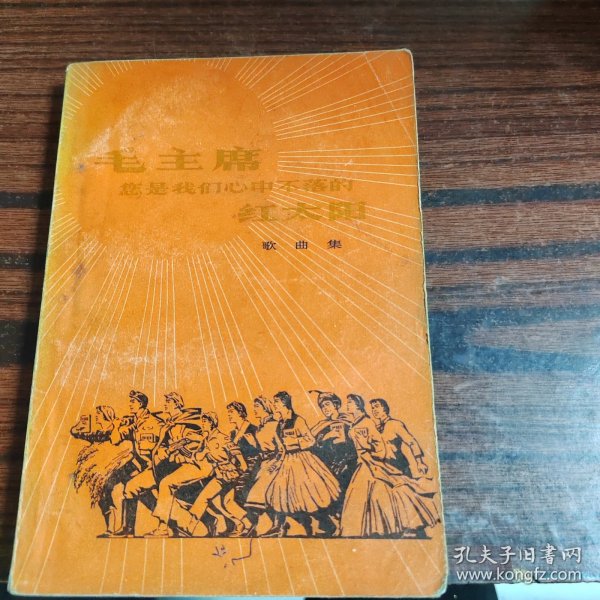 毛主席
您是我们心中不落的
红太阳
歌曲集
孔夫子旧书网
www.kongfz.com